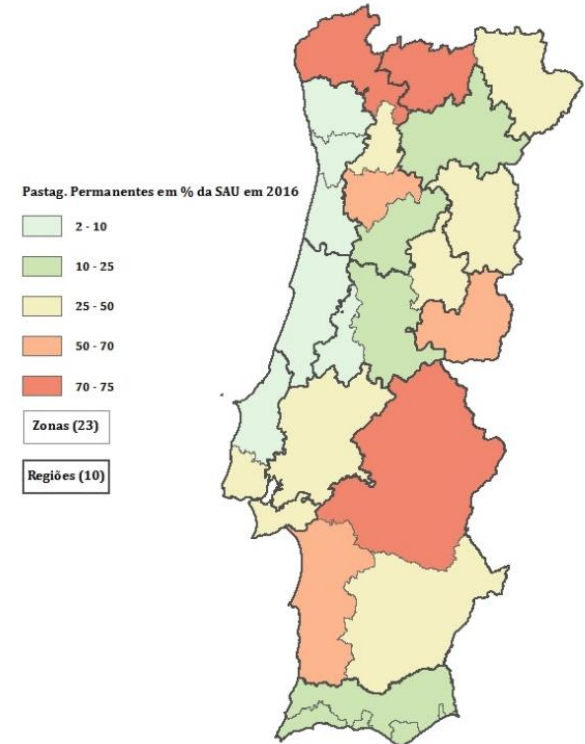 Pastag. Permanentes em % da SAU em 2016
2 - 10
10 - 25
25 - 50
50 - 70
70 - 75
Zonas (23)
Regiões (10)